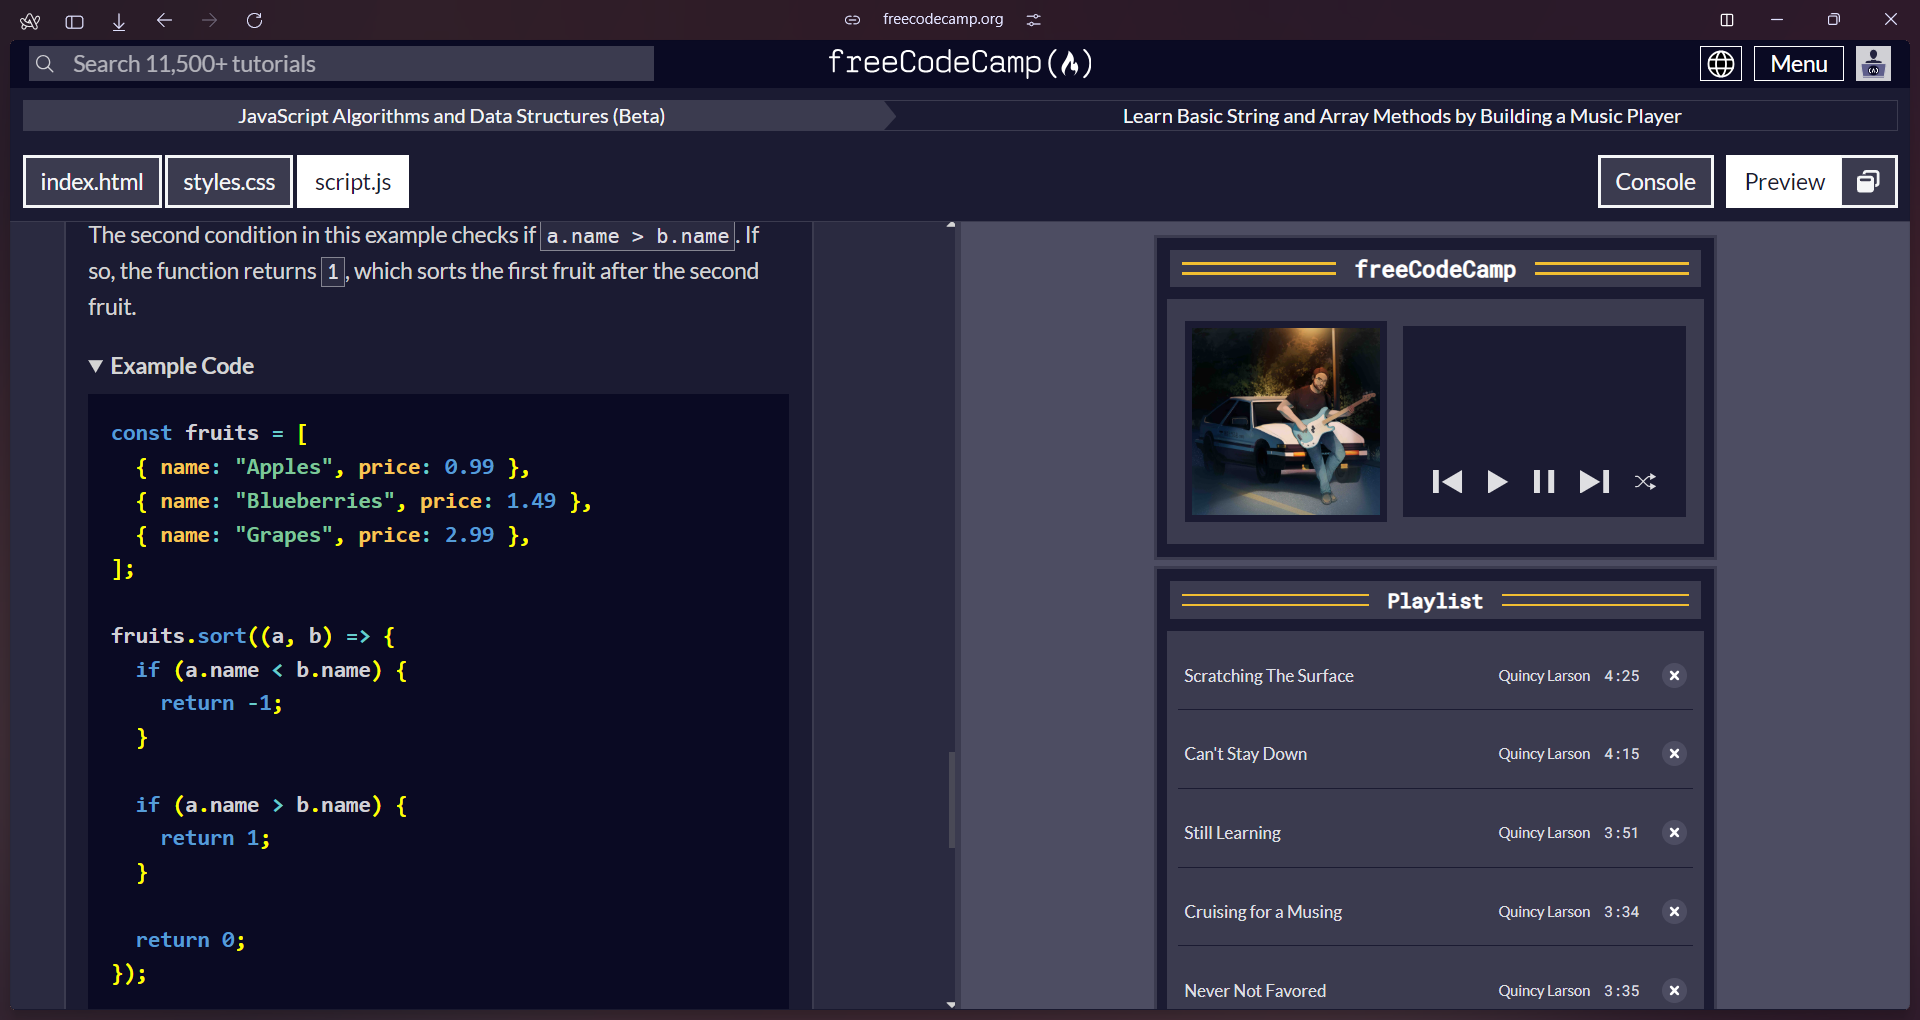 freecodecamp.org
Search 11,500+ tutorials
freeCodeCamp(🔥)
Menu
JavaScript Algorithms and Data Structures (Beta)
Learn Basic String and Array Methods by Building a Music Player
index.html
styles.css
script.js
Console
Preview
The second condition in this example checks if a.name > b.name. If
so, the function returns 1, which sorts the first fruit after the second
fruit.
▼ Example Code
const fruits = [
  { name: "Apples", price: 0.99 },
  { name: "Blueberries", price: 1.49 },
  { name: "Grapes", price: 2.99 },
];
fruits.sort((a, b) => {
  if (a.name < b.name) {
    return -1;
  }
  if (a.name > b.name) {
    return 1;
  }
  return 0;
});
freeCodeCamp
Playlist
Scratching The Surface Quincy Larson 4:25
Can't Stay Down Quincy Larson 4:15
Still Learning Quincy Larson 3:51
Cruising for a Musing Quincy Larson 3:34
Never Not Favored Quincy Larson 3:35